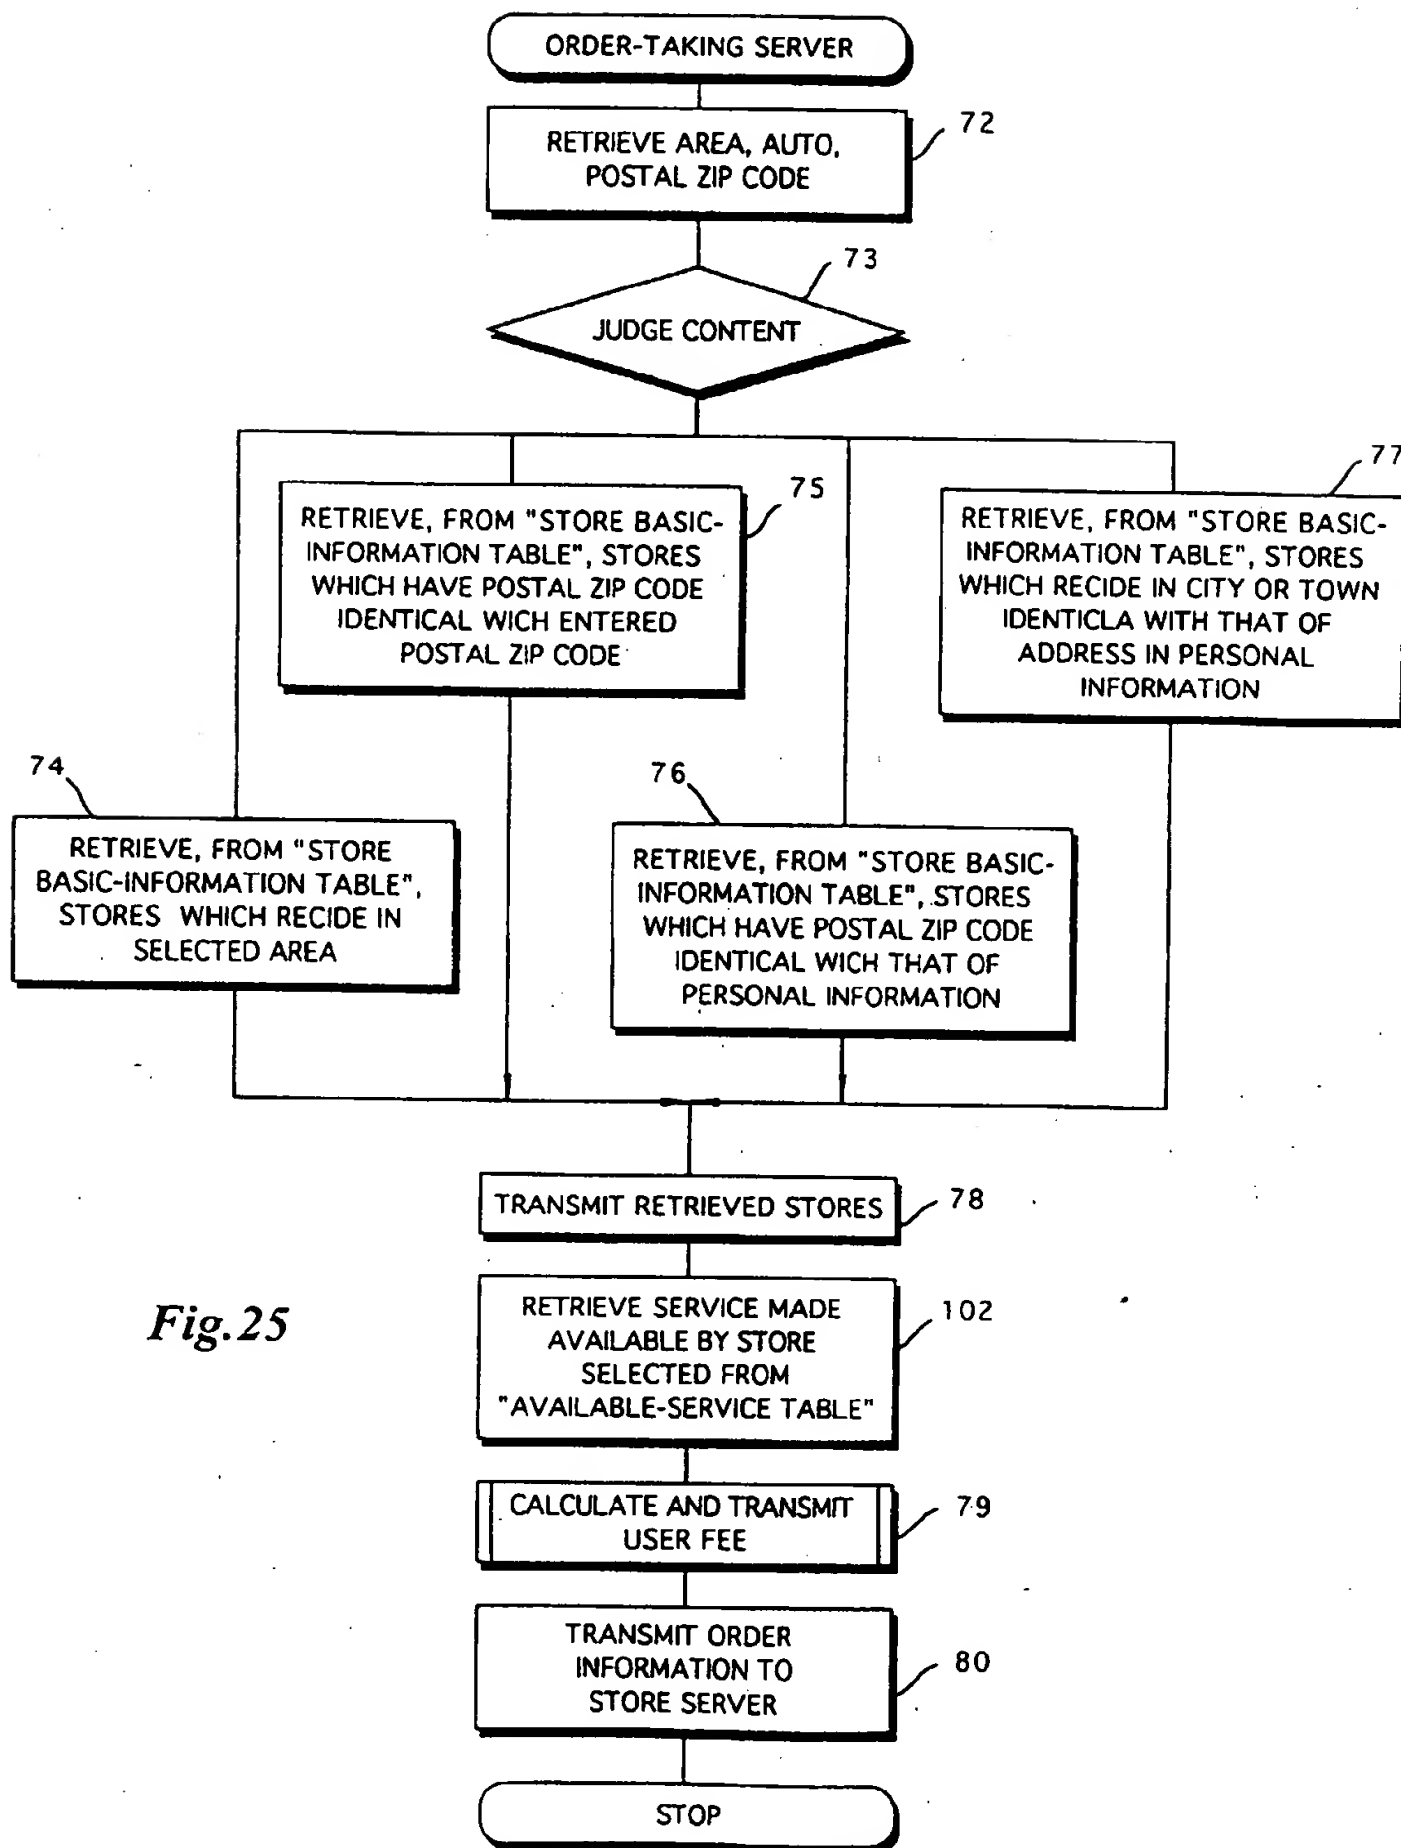 ORDER-TAKING SERVER
72
RETRIEVE AREA, AUTO,
POSTAL ZIP CODE
73
JUDGE CONTENT
75
RETRIEVE, FROM "STORE BASIC-
INFORMATION TABLE", STORES
WHICH HAVE POSTAL ZIP CODE
IDENTICAL WICH ENTERED
POSTAL ZIP CODE
77
RETRIEVE, FROM "STORE BASIC-
INFORMATION TABLE", STORES
WHICH RECIDE IN CITY OR TOWN
IDENTICLA WITH THAT OF
ADDRESS IN PERSONAL
INFORMATION
74
RETRIEVE, FROM "STORE
BASIC-INFORMATION TABLE",
STORES WHICH RECIDE IN
SELECTED AREA
76
RETRIEVE, FROM "STORE BASIC-
INFORMATION TABLE", STORES
WHICH HAVE POSTAL ZIP CODE
IDENTICAL WICH THAT OF
PERSONAL INFORMATION
TRANSMIT RETRIEVED STORES
78
Fig.25
RETRIEVE SERVICE MADE
AVAILABLE BY STORE
SELECTED FROM
"AVAILABLE-SERVICE TABLE"
102
CALCULATE AND TRANSMIT
USER FEE
79
TRANSMIT ORDER
INFORMATION TO
STORE SERVER
80
STOP